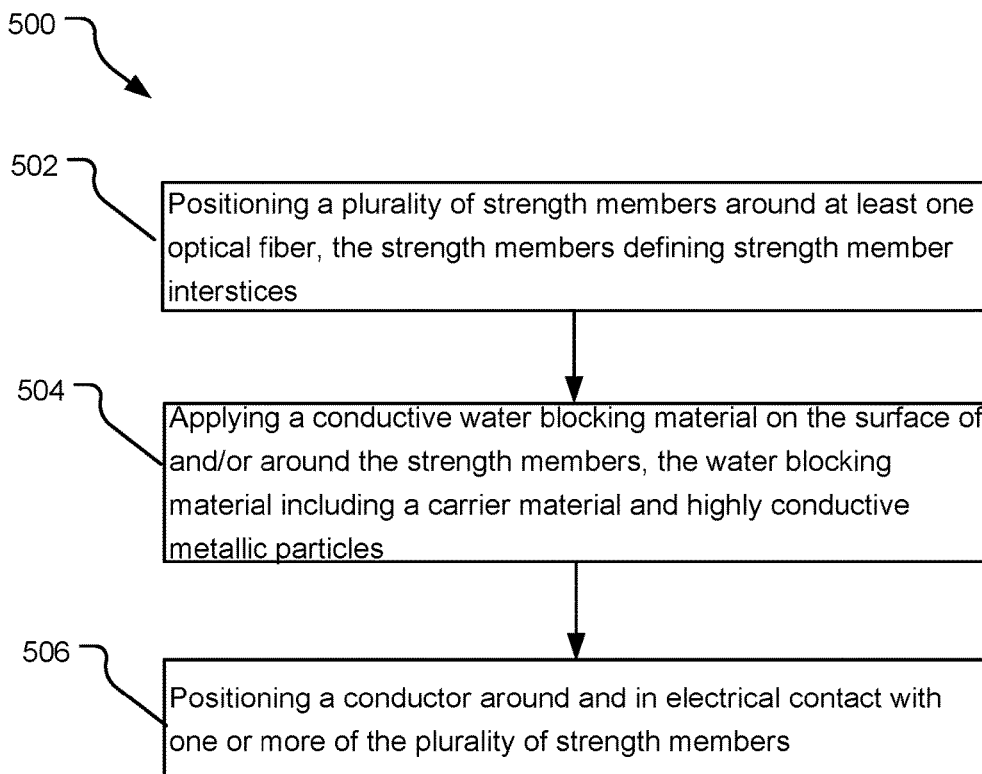 500
502
Positioning a plurality of strength members around at least one
optical fiber, the strength members defining strength member
interstices
504
Applying a conductive water blocking material on the surface of
and/or around the strength members, the water blocking
material including a carrier material and highly conductive
metallic particles
506
Positioning a conductor around and in electrical contact with
one or more of the plurality of strength members